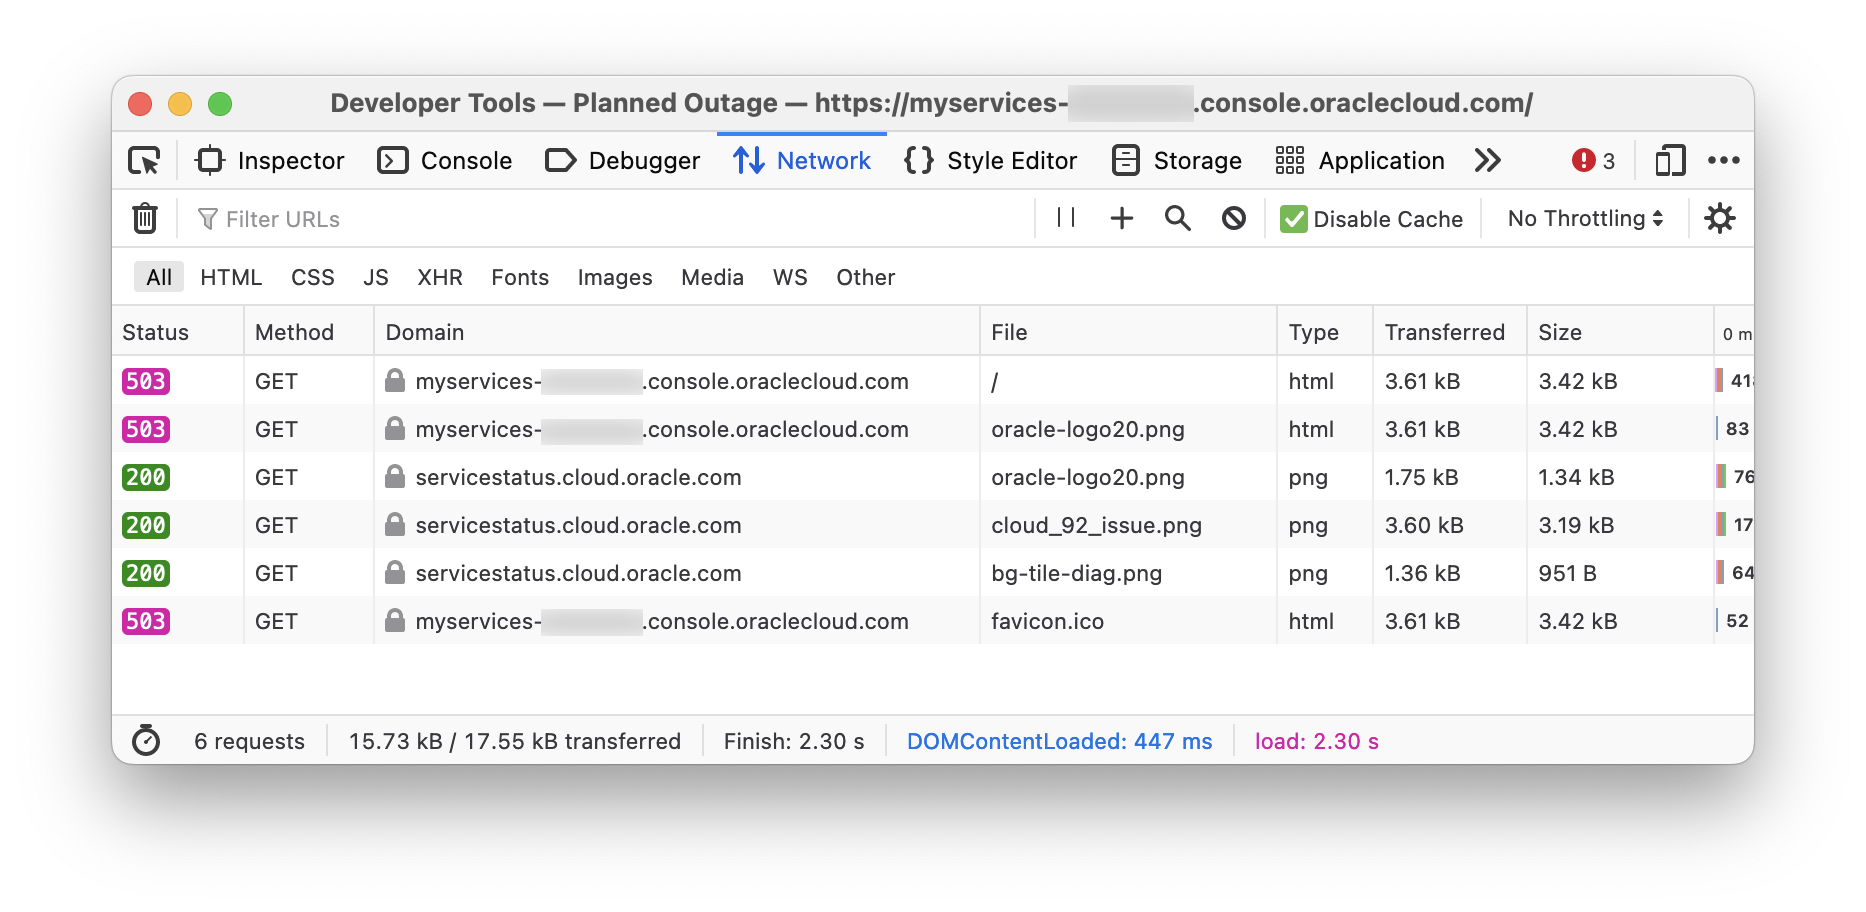 Developer Tools — Planned Outage — https://myservices- .console.oraclecloud.com/
Inspector Console Debugger Network Style Editor Storage Application 3
Filter URLs Disable Cache No Throttling
All HTML CSS JS XHR Fonts Images Media WS Other
Status Method Domain File Type Transferred Size 0 m
503 GET myservices- .console.oraclecloud.com / html 3.61 kB 3.42 kB 418
503 GET myservices- .console.oraclecloud.com oracle-logo20.png html 3.61 kB 3.42 kB 83
200 GET servicestatus.cloud.oracle.com oracle-logo20.png png 1.75 kB 1.34 kB 76
200 GET servicestatus.cloud.oracle.com cloud_92_issue.png png 3.60 kB 3.19 kB 17
200 GET servicestatus.cloud.oracle.com bg-tile-diag.png png 1.36 kB 951 B 64
503 GET myservices- .console.oraclecloud.com favicon.ico html 3.61 kB 3.42 kB 52
6 requests 15.73 kB / 17.55 kB transferred Finish: 2.30 s DOMContentLoaded: 447 ms load: 2.30 s